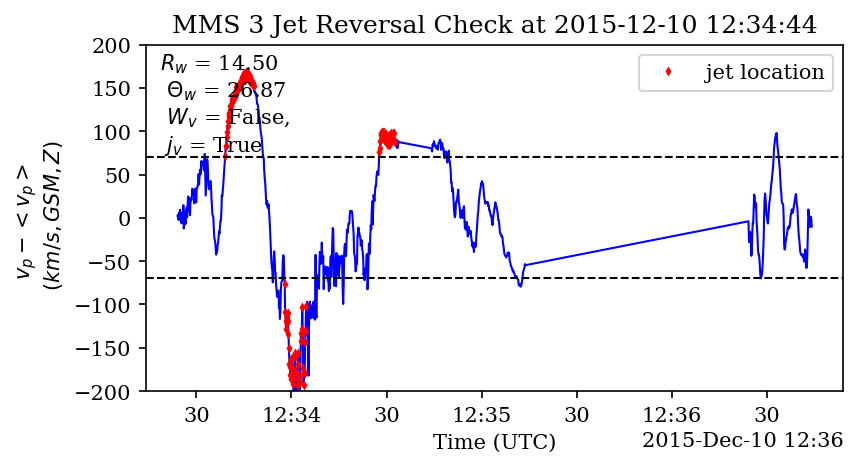 MMS 3 Jet Reversal Check at 2015-12-10 12:34:44
R_w = 14.50
Θ_w = 26.87
W_v = False,
j_v = True
jet location
v_p − < v_p >
(km/s, GSM, Z)
200
150
100
50
0
−50
−100
−150
−200
30 12:34 30 12:35 30 12:36 30
Time (UTC)
2015-Dec-10 12:36